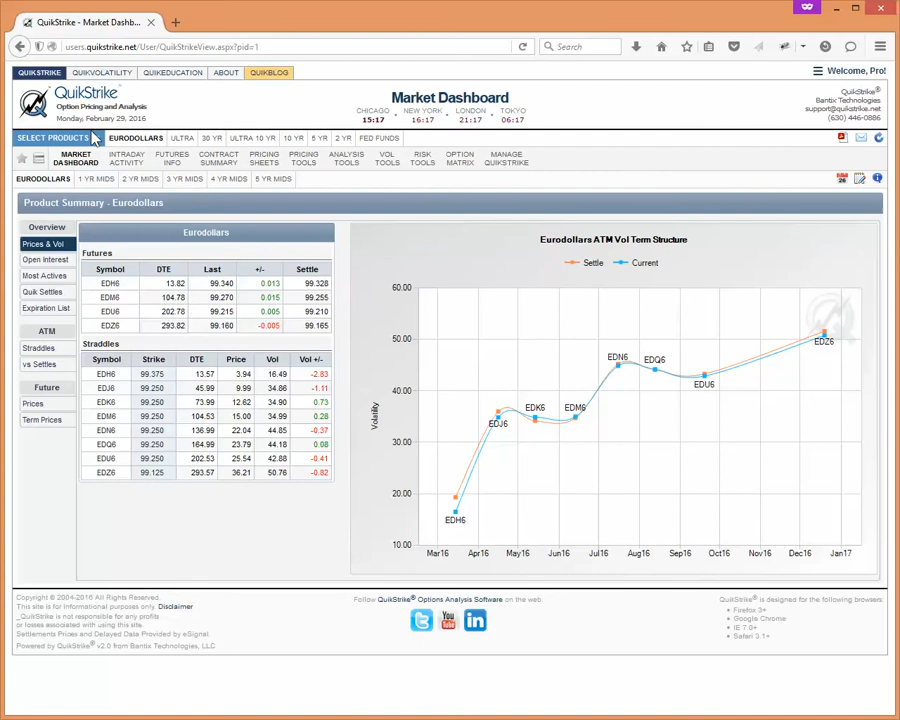 QuikStrike - Market Dashb...
users.quikstrike.net/User/QuikStrikeView.aspx?pid=1
Search
QUIKSTRIKE QUIKVOLATILITY QUIKEDUCATION ABOUT QUIKBLOG
Welcome, Pro!
QuikStrike™
Option Pricing and Analysis
Monday, February 29, 2016
Market Dashboard
CHICAGO NEW YORK LONDON TOKYO
15:17 16:17 21:17 06:17
QuikStrike®
Bantix Technologies
support@quikstrike.net
(630) 446-0886
SELECT PRODUCTS EURODOLLARS ULTRA 30 YR ULTRA 10 YR 10 YR 5 YR 2 YR FED FUNDS
MARKET DASHBOARD
INTRADAY ACTIVITY
FUTURES INFO
CONTRACT SUMMARY
PRICING SHEETS
PRICING TOOLS
ANALYSIS TOOLS
VOL TOOLS
RISK TOOLS
OPTION MATRIX
MANAGE QUIKSTRIKE
EURODOLLARS 1 YR MIDS 2 YR MIDS 3 YR MIDS 4 YR MIDS 5 YR MIDS
Product Summary - Eurodollars
Overview
Prices & Vol
Open Interest
Most Actives
Quik Settles
Expiration List
ATM
Straddles
vs Settles
Future
Prices
Term Prices
Eurodollars
Futures
Symbol DTE Last +/- Settle
EDH6 13.82 99.340 0.013 99.328
EDM6 104.78 99.270 0.015 99.255
EDU6 202.78 99.215 0.005 99.210
EDZ6 293.82 99.160 -0.005 99.165
Straddles
Symbol Strike DTE Price Vol Vol +/-
EDH6 99.375 13.57 3.94 16.49 -2.83
EDJ6 99.250 45.99 9.99 34.86 -1.11
EDK6 99.250 73.99 12.62 34.90 0.73
EDM6 99.250 104.53 15.00 34.99 0.28
EDN6 99.250 136.99 22.04 44.85 -0.37
EDQ6 99.250 164.99 23.79 44.18 0.08
EDU6 99.250 202.53 25.54 42.88 -0.41
EDZ6 99.125 293.57 36.21 50.76 -0.82
Eurodollars ATM Vol Term Structure
Settle Current
60.00
50.00
40.00
30.00
20.00
10.00
Volatility
EDH6
EDJ6
EDK6
EDM6
EDN6
EDQ6
EDU6
EDZ6
Mar16 Apr16 May16 Jun16 Jul16 Aug16 Sep16 Oct16 Nov16 Dec16 Jan17
Copyright © 2004-2016 All Rights Reserved.
This site is for Informational purposes only. Disclaimer
_QuikStrike is not responsible for any profits
or losses associated with using this site.
Settlements Prices and Delayed Data Provided by eSignal.
Powered by QuikStrike® v2.0 from Bantix Technologies, LLC
Follow QuikStrike® Options Analysis Software on the web:
You Tube
in
QuikStrike® is designed for the following browsers:
Firefox 3+
Google Chrome
IE 7.0+
Safari 3.1+